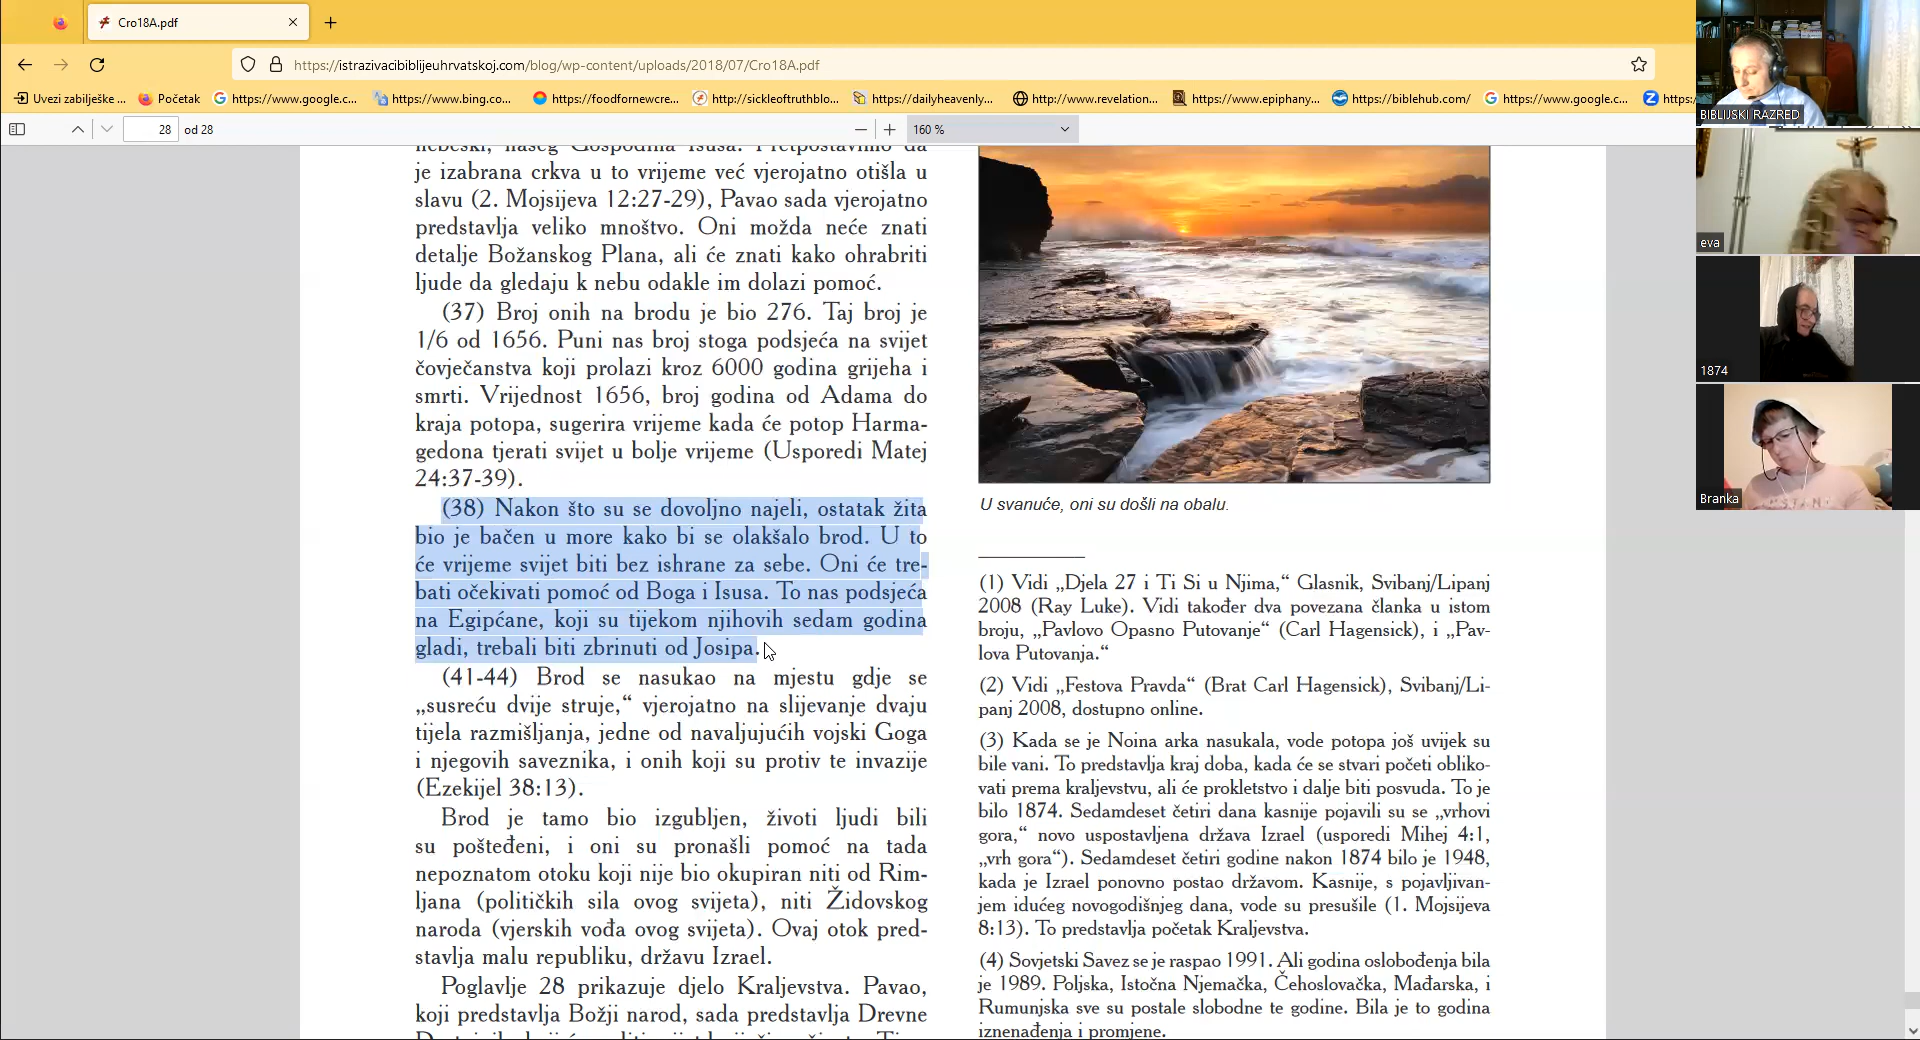 Cro18A.pdf
https://istrazivacibiblijeuhrvatskoj.com/blog/wp-content/uploads/2018/07/Cro18A.pdf
Uvezi zabilješke ...
Početak
https://www.google.c...
https://www.bing.co...
https://foodfornewcre...
http://sickleoftruthblo...
https://dailyheavenly...
http://www.revelation...
https://www.epiphany...
https://biblehub.com/
https://www.google.c...
https:
28 od 28
160 %
nebeski, našeg Gospodina Isusa. Pretpostavimo da
je izabrana crkva u to vrijeme već vjerojatno otišla u
slavu (2. Mojsijeva 12:27-29), Pavao sada vjerojatno
predstavlja veliko mnoštvo. Oni možda neće znati
detalje Božanskog Plana, ali će znati kako ohrabriti
ljude da gledaju k nebu odakle im dolazi pomoć.
(37) Broj onih na brodu je bio 276. Taj broj je
1/6 od 1656. Puni nas broj stoga podsjeća na svijet
čovječanstva koji prolazi kroz 6000 godina grijeha i
smrti. Vrijednost 1656, broj godina od Adama do
kraja potopa, sugerira vrijeme kada će potop Harma-
gedona tjerati svijet u bolje vrijeme (Usporedi Matej
24:37-39).
(38) Nakon što su se dovoljno najeli, ostatak žita
bio je bačen u more kako bi se olakšalo brod. U to
će vrijeme svijet biti bez ishrane za sebe. Oni će tre-
bati očekivati pomoć od Boga i Isusa. To nas podsjeća
na Egipćane, koji su tijekom njihovih sedam godina
gladi, trebali biti zbrinuti od Josipa.
(41-44) Brod se nasukao na mjestu gdje se
„susreću dvije struje,“ vjerojatno na slijevanje dvaju
tijela razmišljanja, jedne od navaljujućih vojski Goga
i njegovih saveznika, i onih koji su protiv te invazije
(Ezekijel 38:13).
Brod je tamo bio izgubljen, životi ljudi bili
su pošteđeni, i oni su pronašli pomoć na tada
nepoznatom otoku koji nije bio okupiran niti od Rim-
ljana (političkih sila ovog svijeta), niti Židovskog
naroda (vjerskih vođa ovog svijeta). Ovaj otok pred-
stavlja malu republiku, državu Izrael.
Poglavlje 28 prikazuje djelo Kraljevstva. Pavao,
koji predstavlja Božji narod, sada predstavlja Drevne
U svanuće, oni su došli na obalu.
(1) Vidi „Djela 27 i Ti Si u Njima,“ Glasnik, Svibanj/Lipanj
2008 (Ray Luke). Vidi također dva povezana članka u istom
broju, „Pavlovo Opasno Putovanje“ (Carl Hagensick), i „Pav-
lova Putovanja.“
(2) Vidi „Festova Pravda“ (Brat Carl Hagensick), Svibanj/Li-
panj 2008, dostupno online.
(3) Kada se je Noina arka nasukala, vode potopa još uvijek su
bile vani. To predstavlja kraj doba, kada će se stvari početi obliko-
vati prema kraljevstvu, ali će prokletstvo i dalje biti posvuda. To je
bilo 1874. Sedamdeset četiri dana kasnije pojavili su se „vrhovi
gora,“ novo uspostavljena država Izrael (usporedi Mihej 4:1,
„vrh gora“). Sedamdeset četiri godine nakon 1874 bilo je 1948,
kada je Izrael ponovno postao državom. Kasnije, s pojavljivan-
jem idućeg novogodišnjeg dana, vode su presušile (1. Mojsijeva
8:13). To predstavlja početak Kraljevstva.
(4) Sovjetski Savez se je raspao 1991. Ali godina oslobođenja bila
je 1989. Poljska, Istočna Njemačka, Čehoslovačka, Mađarska, i
Rumunjska sve su postale slobodne te godine. Bila je to godina
iznenađenja i promjene.
BIBLIJSKI RAZRED
eva
1874
Branka